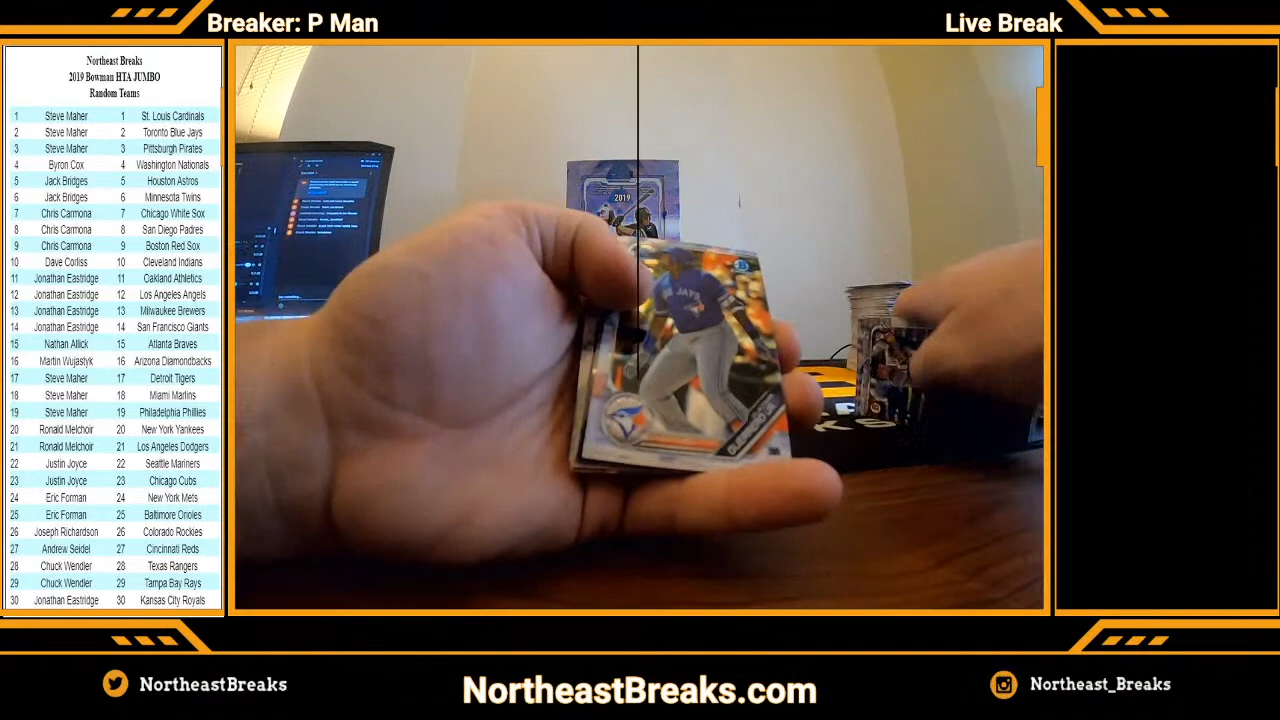 Breaker: P Man
Live Break
Northeast Breaks
2019 Bowman HTA JUMBO
Random Teams
1 Steve Maher 1 St. Louis Cardinals
2 Steve Maher 2 Toronto Blue Jays
3 Steve Maher 3 Pittsburgh Pirates
4 Byron Cox 4 Washington Nationals
5 Jack Bridges 5 Houston Astros
6 Jack Bridges 6 Minnesota Twins
7 Chris Carmona 7 Chicago White Sox
8 Chris Carmona 8 San Diego Padres
9 Chris Carmona 9 Boston Red Sox
10 Dave Corliss 10 Cleveland Indians
11 Jonathan Eastridge 11 Oakland Athletics
12 Jonathan Eastridge 12 Los Angeles Angels
13 Jonathan Eastridge 13 Milwaukee Brewers
14 Jonathan Eastridge 14 San Francisco Giants
15 Nathan Allick 15 Atlanta Braves
16 Martin Wujastyk 16 Arizona Diamondbacks
17 Steve Maher 17 Detroit Tigers
18 Steve Maher 18 Miami Marlins
19 Steve Maher 19 Philadelphia Phillies
20 Ronald Melchoir 20 New York Yankees
21 Ronald Melchoir 21 Los Angeles Dodgers
22 Justin Joyce 22 Seattle Mariners
23 Justin Joyce 23 Chicago Cubs
24 Eric Forman 24 New York Mets
25 Eric Forman 25 Baltimore Orioles
26 Joseph Richardson 26 Colorado Rockies
27 Andrew Seidel 27 Cincinnati Reds
28 Chuck Wendler 28 Texas Rangers
29 Chuck Wendler 29 Tampa Bay Rays
30 Jonathan Eastridge 30 Kansas City Royals
2019
JAYS
NortheastBreaks
NortheastBreaks.com
Northeast_Breaks